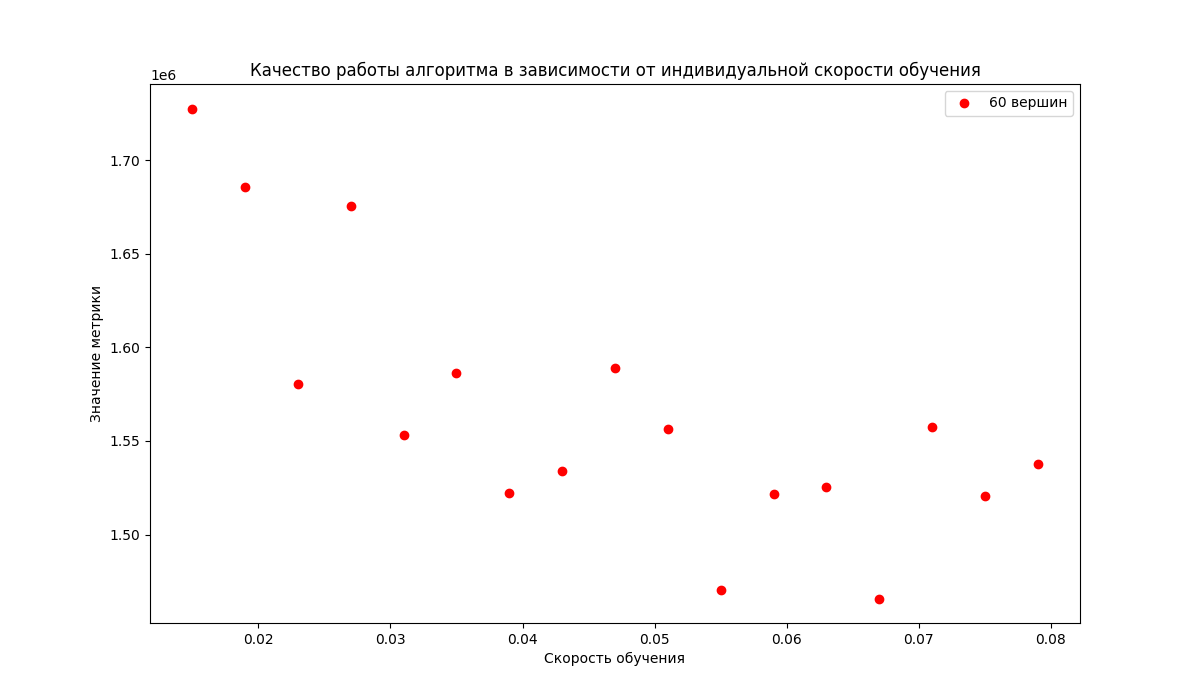 Качество работы алгоритма в зависимости от индивидуальной скорости обучения
1e6
60 вершин
1.70
1.65
1.60
1.55
1.50
Значение метрики
0.02 0.03 0.04 0.05 0.06 0.07 0.08
Скорость обучения